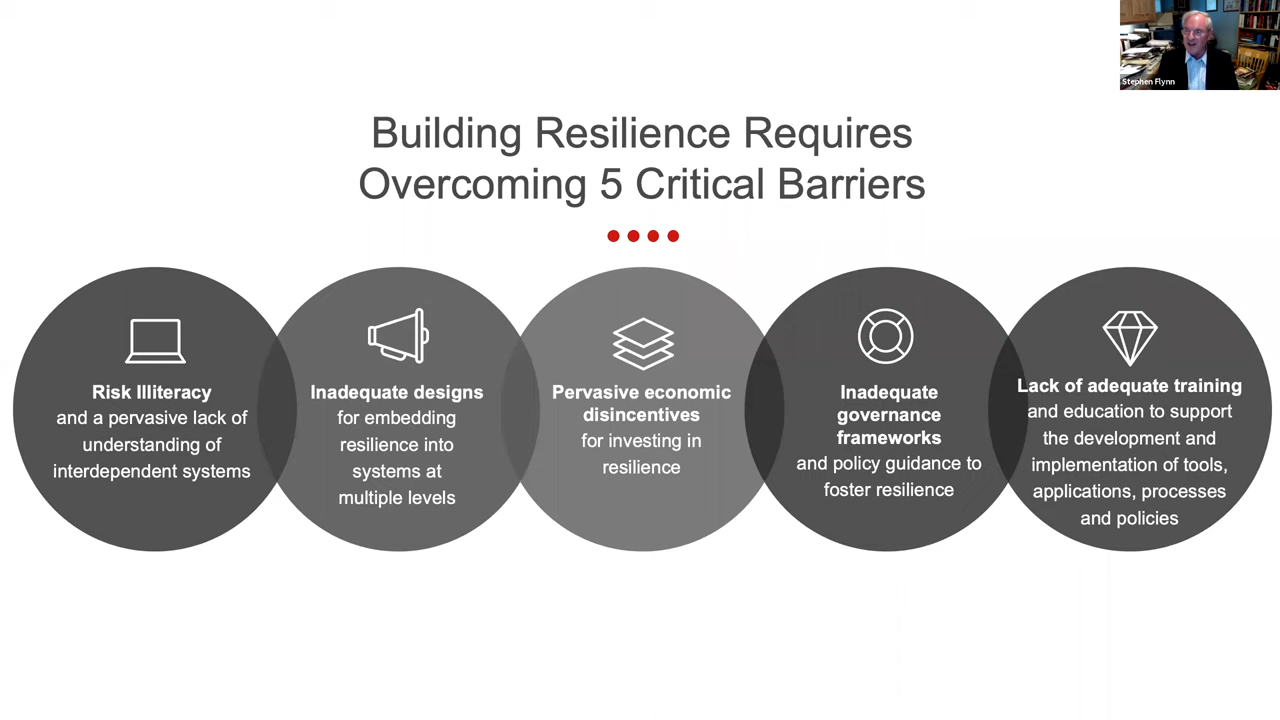 Stephen Flynn
Building Resilience Requires
Overcoming 5 Critical Barriers
Risk Illiteracy
and a pervasive lack of
understanding of
interdependent systems
Inadequate designs
for embedding
resilience into
systems at
multiple levels
Pervasive economic
disincentives
for investing in
resilience
Inadequate
governance
frameworks
and policy guidance to
foster resilience
Lack of adequate training
and education to support
the development and
implementation of tools,
applications, processes
and policies